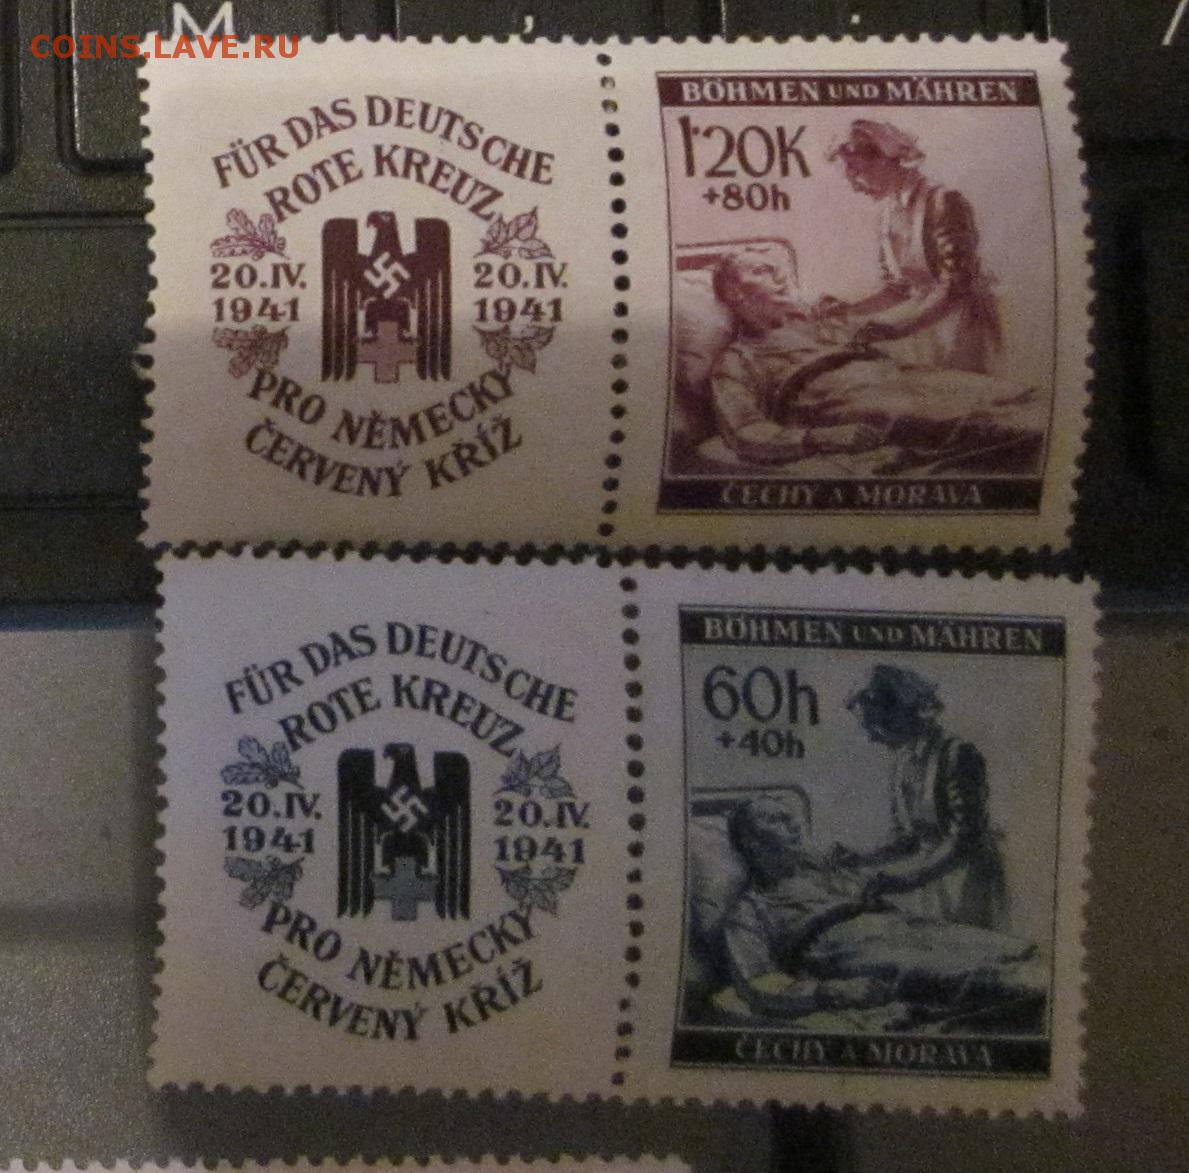 M , .
COINS.LAVE.RU
FÜR DAS DEUTSCHE
ROTE KREUZ
20.IV.
1941
20.IV.
1941
PRO NĚMECKÝ
ČERVENÝ KŘÍŽ
BÖHMEN UND MÄHREN
1·20K
+80h
ČECHY A MORAVA
FÜR DAS DEUTSCHE
ROTE KREUZ
20.IV.
1941
20.IV.
1941
PRO NĚMECKÝ
ČERVENÝ KŘÍŽ
BÖHMEN UND MÄHREN
60h
+40h
ČECHY A MORAVA